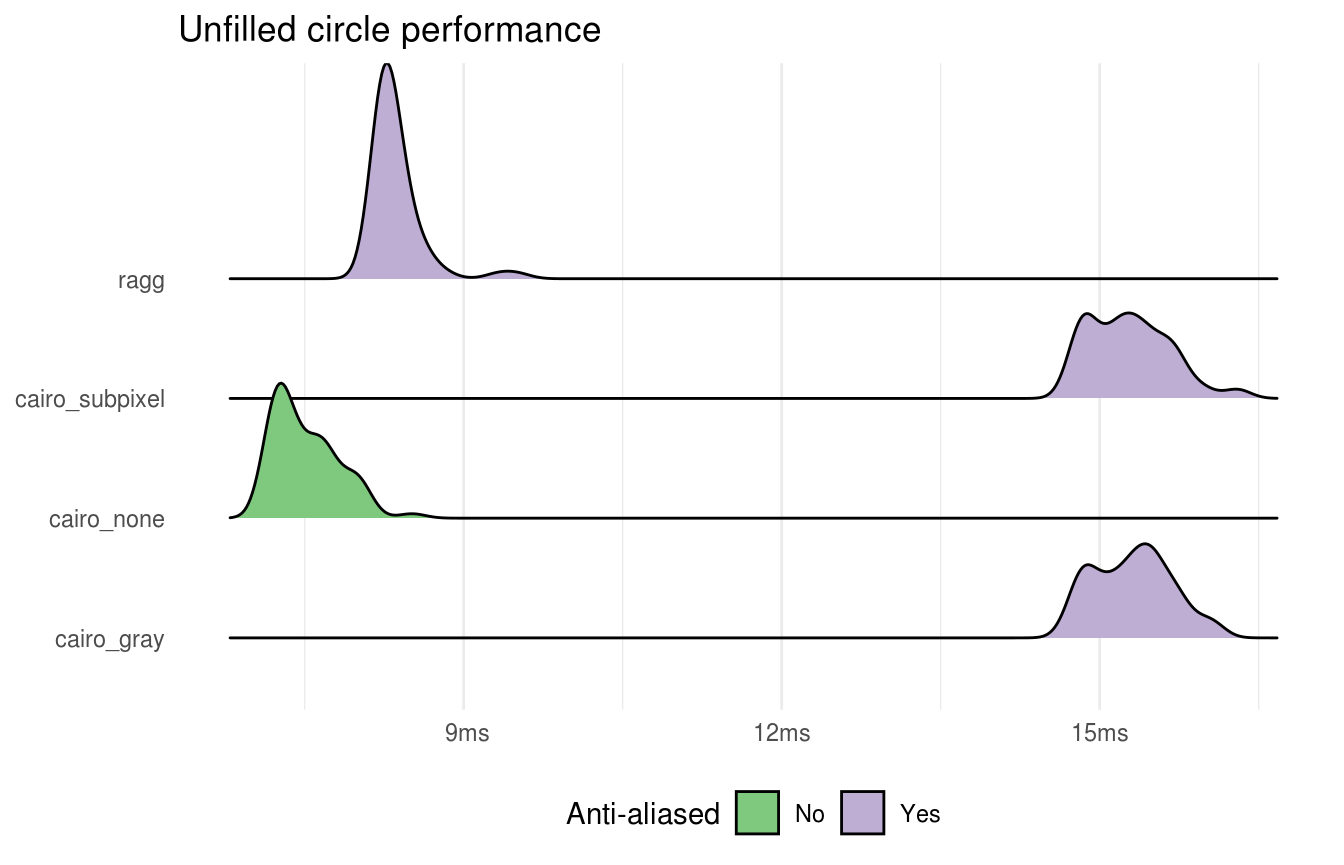 Unfilled circle performance
ragg
cairo_subpixel
cairo_none
cairo_gray
9ms 12ms 15ms
Anti-aliased No Yes